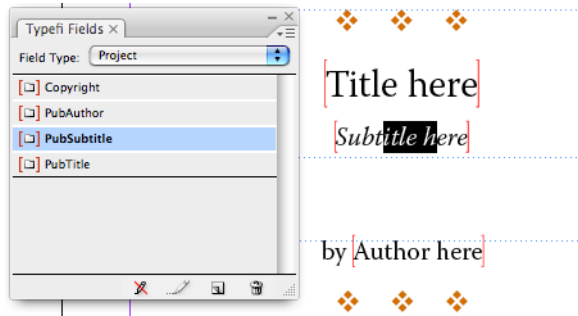 Typefi Fields
Field Type: Project
Copyright
PubAuthor
PubSubtitle
PubTitle
Title here
Subtitle here
by Author here